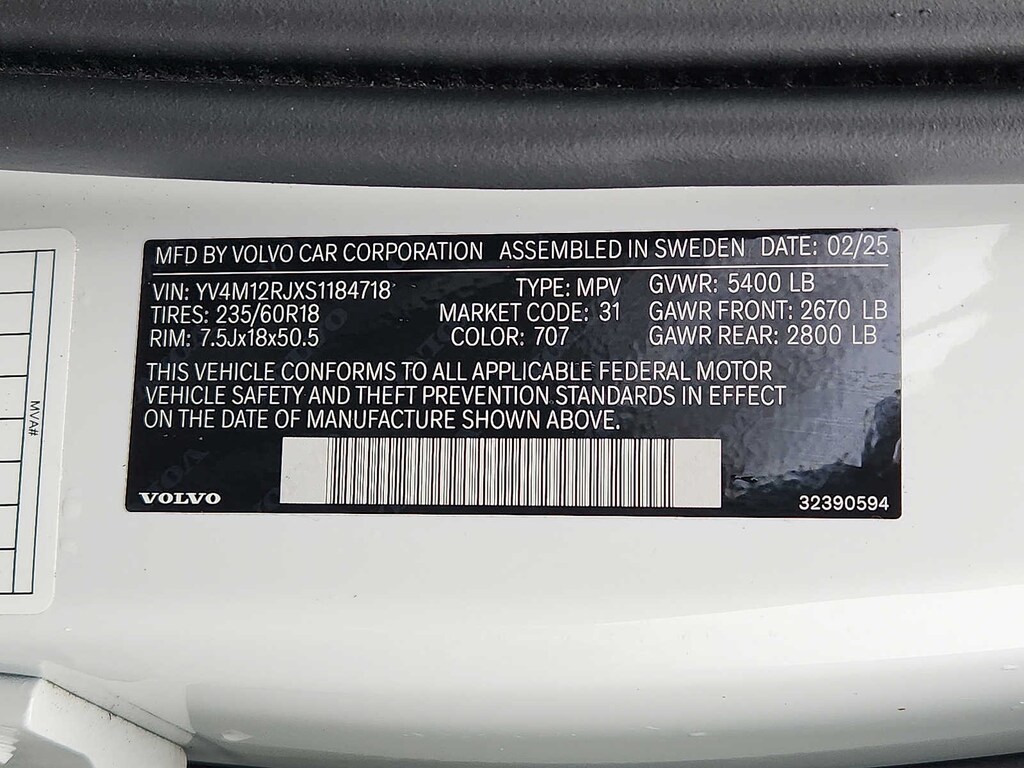 MFD BY VOLVO CAR CORPORATION ASSEMBLED IN SWEDEN DATE: 02/25
VIN: YV4M12RJXS1184718 TYPE: MPV GVWR: 5400 LB
TIRES: 235/60R18 MARKET CODE: 31 GAWR FRONT: 2670 LB
RIM: 7.5Jx18x50.5 COLOR: 707 GAWR REAR: 2800 LB
THIS VEHICLE CONFORMS TO ALL APPLICABLE FEDERAL MOTOR
VEHICLE SAFETY AND THEFT PREVENTION STANDARDS IN EFFECT
ON THE DATE OF MANUFACTURE SHOWN ABOVE.
VOLVO 32390594
MVA#